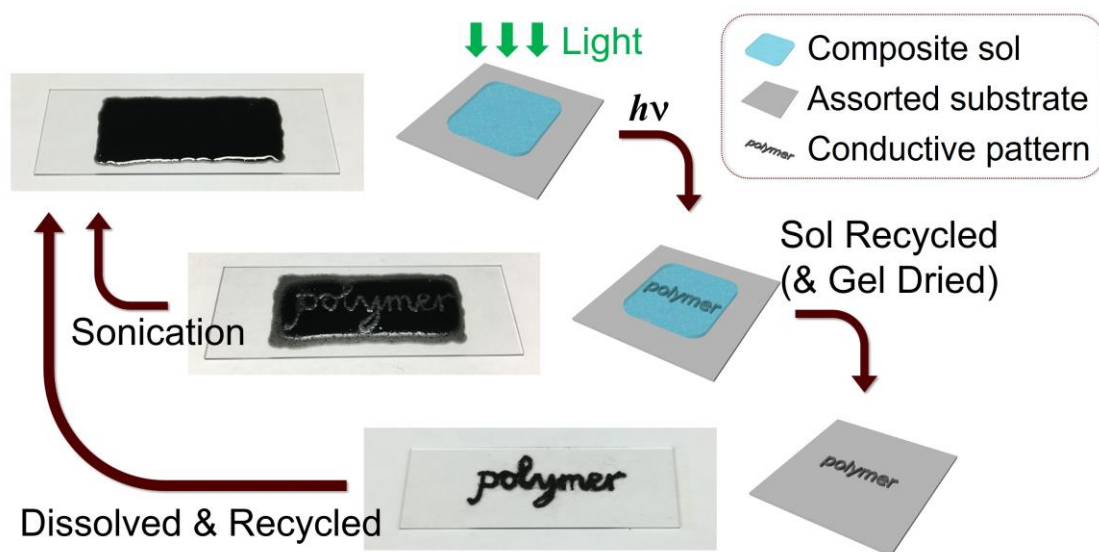 Light
hν
Composite sol
Assorted substrate
polymer
Conductive pattern
Sol Recycled
(& Gel Dried)
polymer
polymer
Sonication
polymer
polymer
Dissolved & Recycled